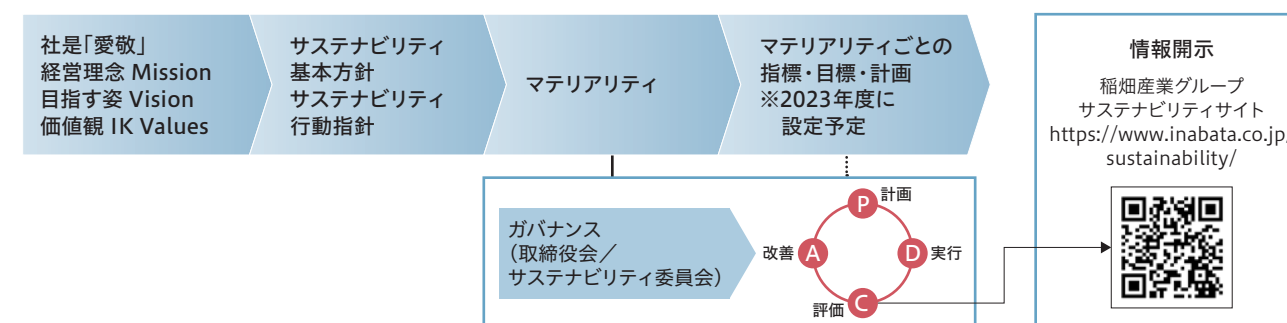 社是「愛敬」
経営理念 Mission
目指す姿 Vision
価値観 IK Values
サステナビリティ
基本方針
サステナビリティ
行動指針
マテリアリティ
マテリアリティごとの
指標・目標・計画
※2023年度に
設定予定
ガバナンス
(取締役会/
サステナビリティ委員会)
P 計画
改善 A
D 実行
評価 C
情報開示
稲畑産業グループ
サステナビリティサイト
https://www.inabata.co.jp/
sustainability/